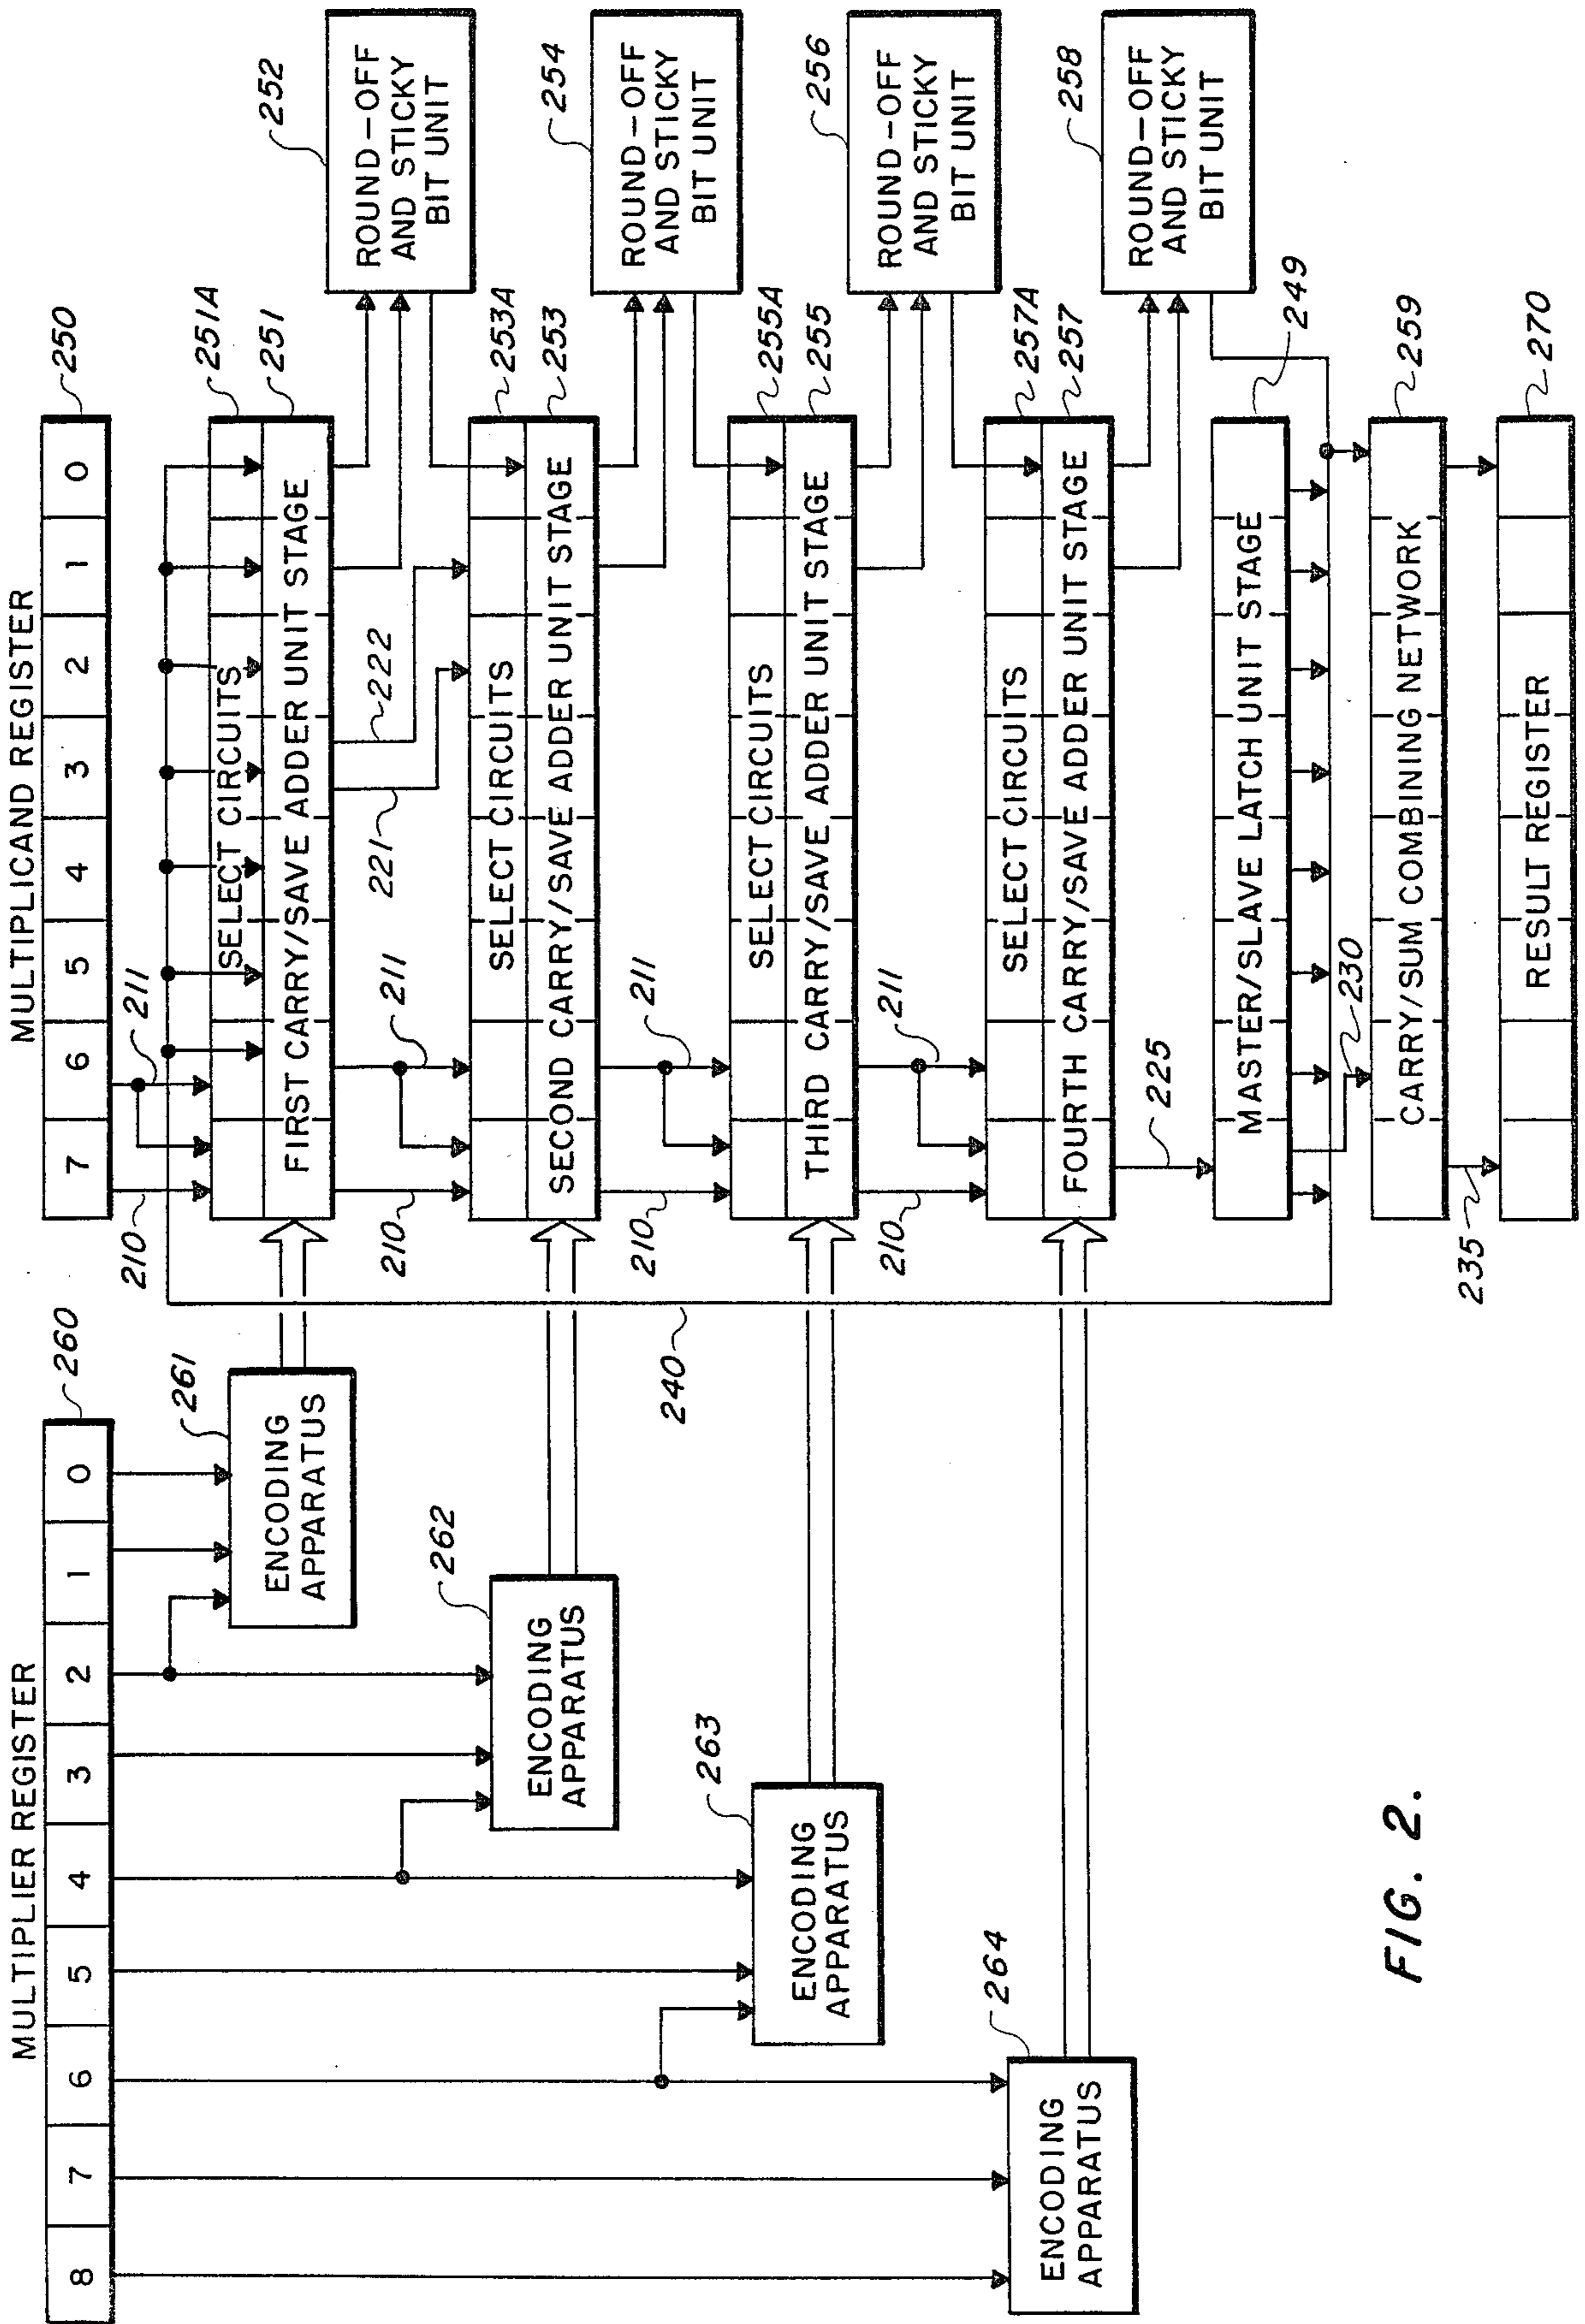 MULTIPLIER REGISTER
8 7 6 5 4 3 2 1 0
260
MULTIPLICAND REGISTER
7 6 5 4 3 2 1 0
250
210
211
261
ENCODING
APPARATUS
SELECT CIRCUITS
251A
FIRST CARRY/SAVE ADDER UNIT STAGE
251
252
ROUND-OFF
AND STICKY
BIT UNIT
210
211
221
222
262
ENCODING
APPARATUS
SELECT CIRCUITS
253A
SECOND CARRY/SAVE ADDER UNIT STAGE
253
254
ROUND-OFF
AND STICKY
BIT UNIT
240
210
211
263
ENCODING
APPARATUS
SELECT CIRCUITS
255A
THIRD CARRY/SAVE ADDER UNIT STAGE
255
256
ROUND-OFF
AND STICKY
BIT UNIT
210
211
264
ENCODING
APPARATUS
SELECT CIRCUITS
257A
FOURTH CARRY/SAVE ADDER UNIT STAGE
257
258
ROUND-OFF
AND STICKY
BIT UNIT
225
MASTER/SLAVE LATCH UNIT STAGE
249
230
CARRY/SUM COMBINING NETWORK
259
235
RESULT REGISTER
270
FIG. 2.